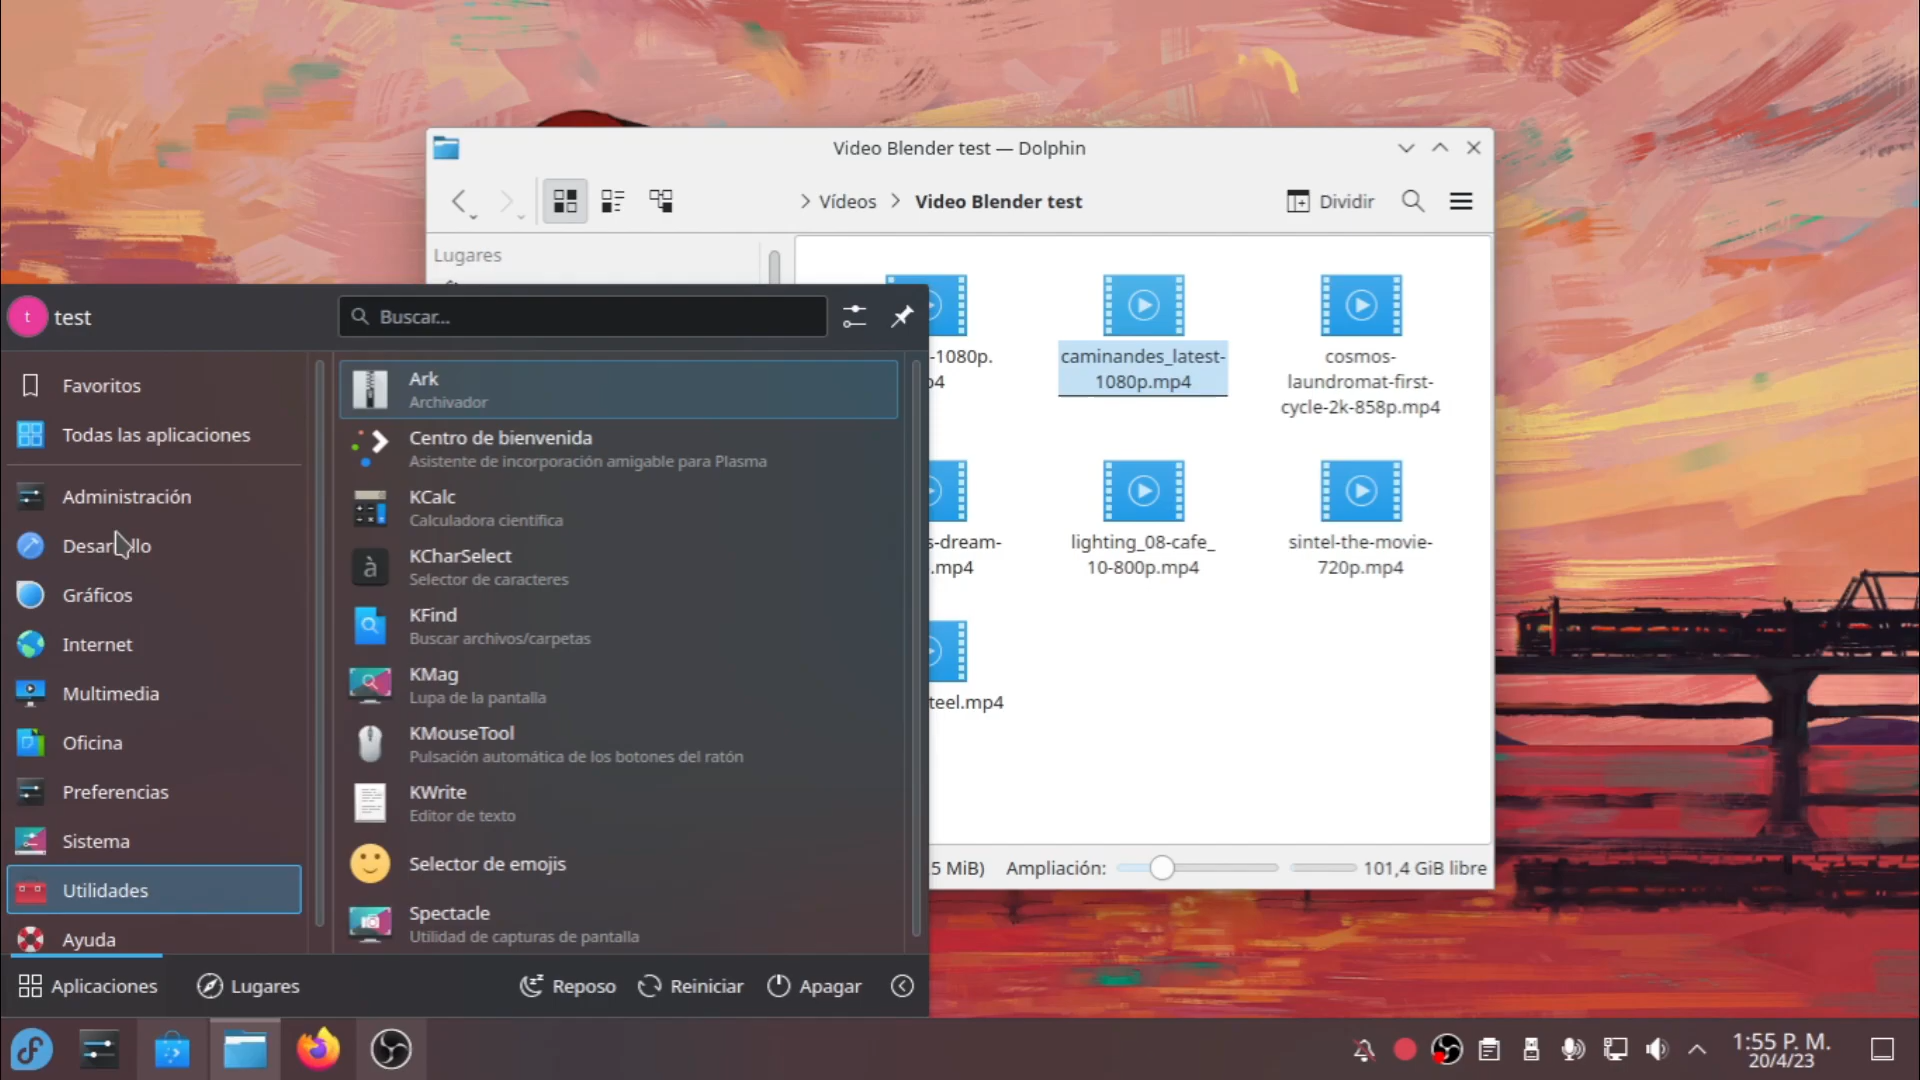 Video Blender test — Dolphin
Vídeos
Video Blender test
Dividir
Lugares
-1080p.
caminandes_latest-
1080p.mp4
cosmos-
laundromat-first-
cycle-2k-858p.mp4
s-dream-
.mp4
lighting_08-cafe_
10-800p.mp4
sintel-the-movie-
720p.mp4
teel.mp4
5 MiB)
Ampliación:
101,4 GiB libre
t
test
Buscar...
Favoritos
Todas las aplicaciones
Administración
Desarrollo
Gráficos
Internet
Multimedia
Oficina
Preferencias
Sistema
Utilidades
Ayuda
Ark
Archivador
Centro de bienvenida
Asistente de incorporación amigable para Plasma
KCalc
Calculadora científica
KCharSelect
Selector de caracteres
KFind
Buscar archivos/carpetas
KMag
Lupa de la pantalla
KMouseTool
Pulsación automática de los botones del ratón
KWrite
Editor de texto
Selector de emojis
Spectacle
Utilidad de capturas de pantalla
Aplicaciones
Lugares
Reposo
Reiniciar
Apagar
1:55 P. M.
20/4/23